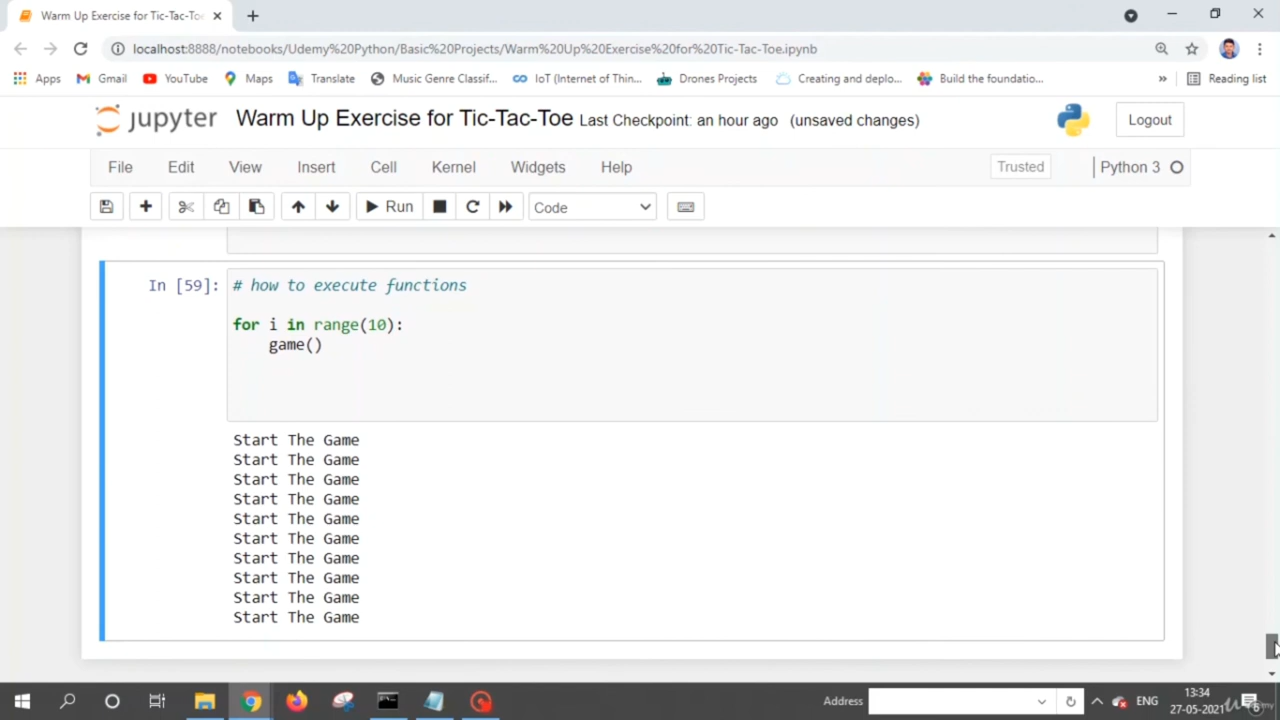 Warm Up Exercise for Tic-Tac-Toe
localhost:8888/notebooks/Udemy%20Python/Basic%20Projects/Warm%20Up%20Exercise%20for%20Tic-Tac-Toe.ipynb
Apps Gmail YouTube Maps Translate Music Genre Classif... IoT (Internet of Thin... Drones Projects Creating and deplo... Build the foundatio... » Reading list
jupyter Warm Up Exercise for Tic-Tac-Toe Last Checkpoint: an hour ago (unsaved changes) Logout
File Edit View Insert Cell Kernel Widgets Help Trusted Python 3
Run Code
In [59]: # how to execute functions
for i in range(10):
game()
Start The Game
Start The Game
Start The Game
Start The Game
Start The Game
Start The Game
Start The Game
Start The Game
Start The Game
Start The Game
Address ENG 13:34
27-05-2021 6